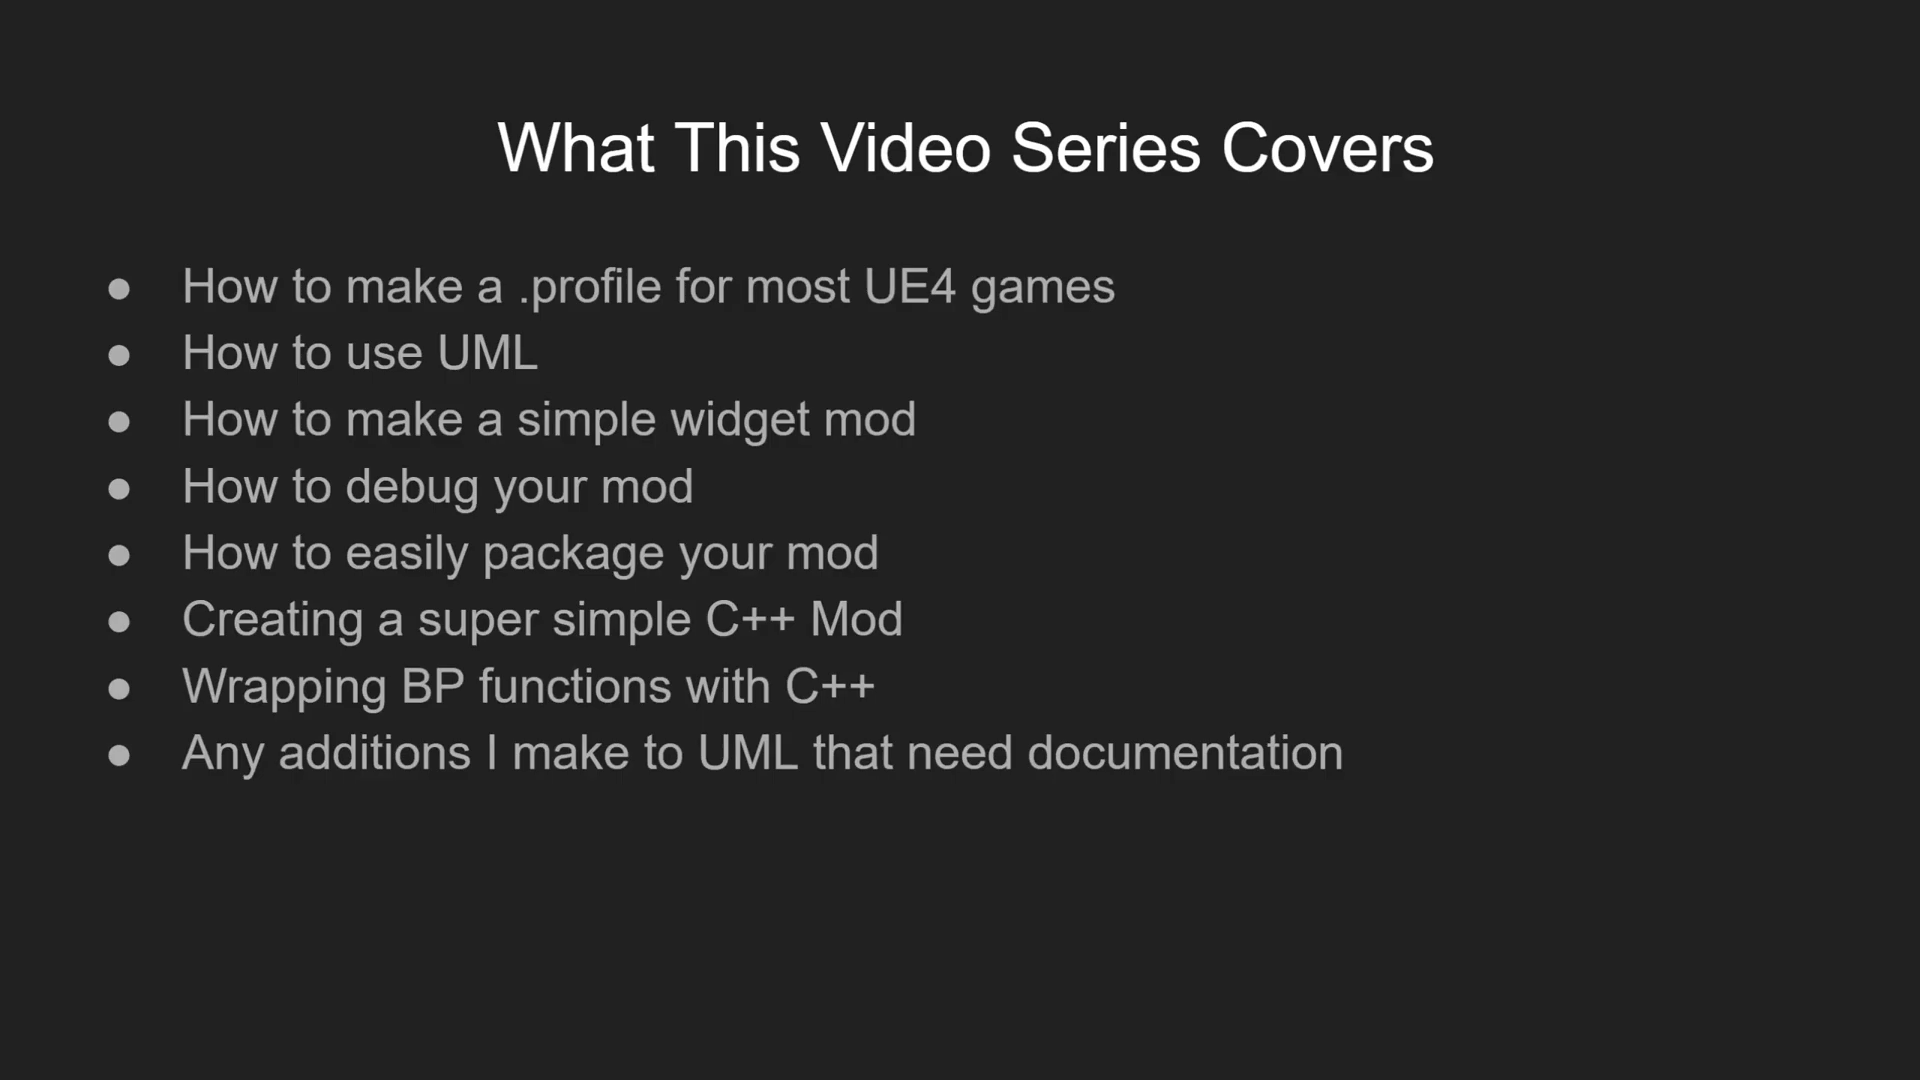 What This Video Series Covers
● How to make a .profile for most UE4 games
● How to use UML
● How to make a simple widget mod
● How to debug your mod
● How to easily package your mod
● Creating a super simple C++ Mod
● Wrapping BP functions with C++
● Any additions I make to UML that need documentation